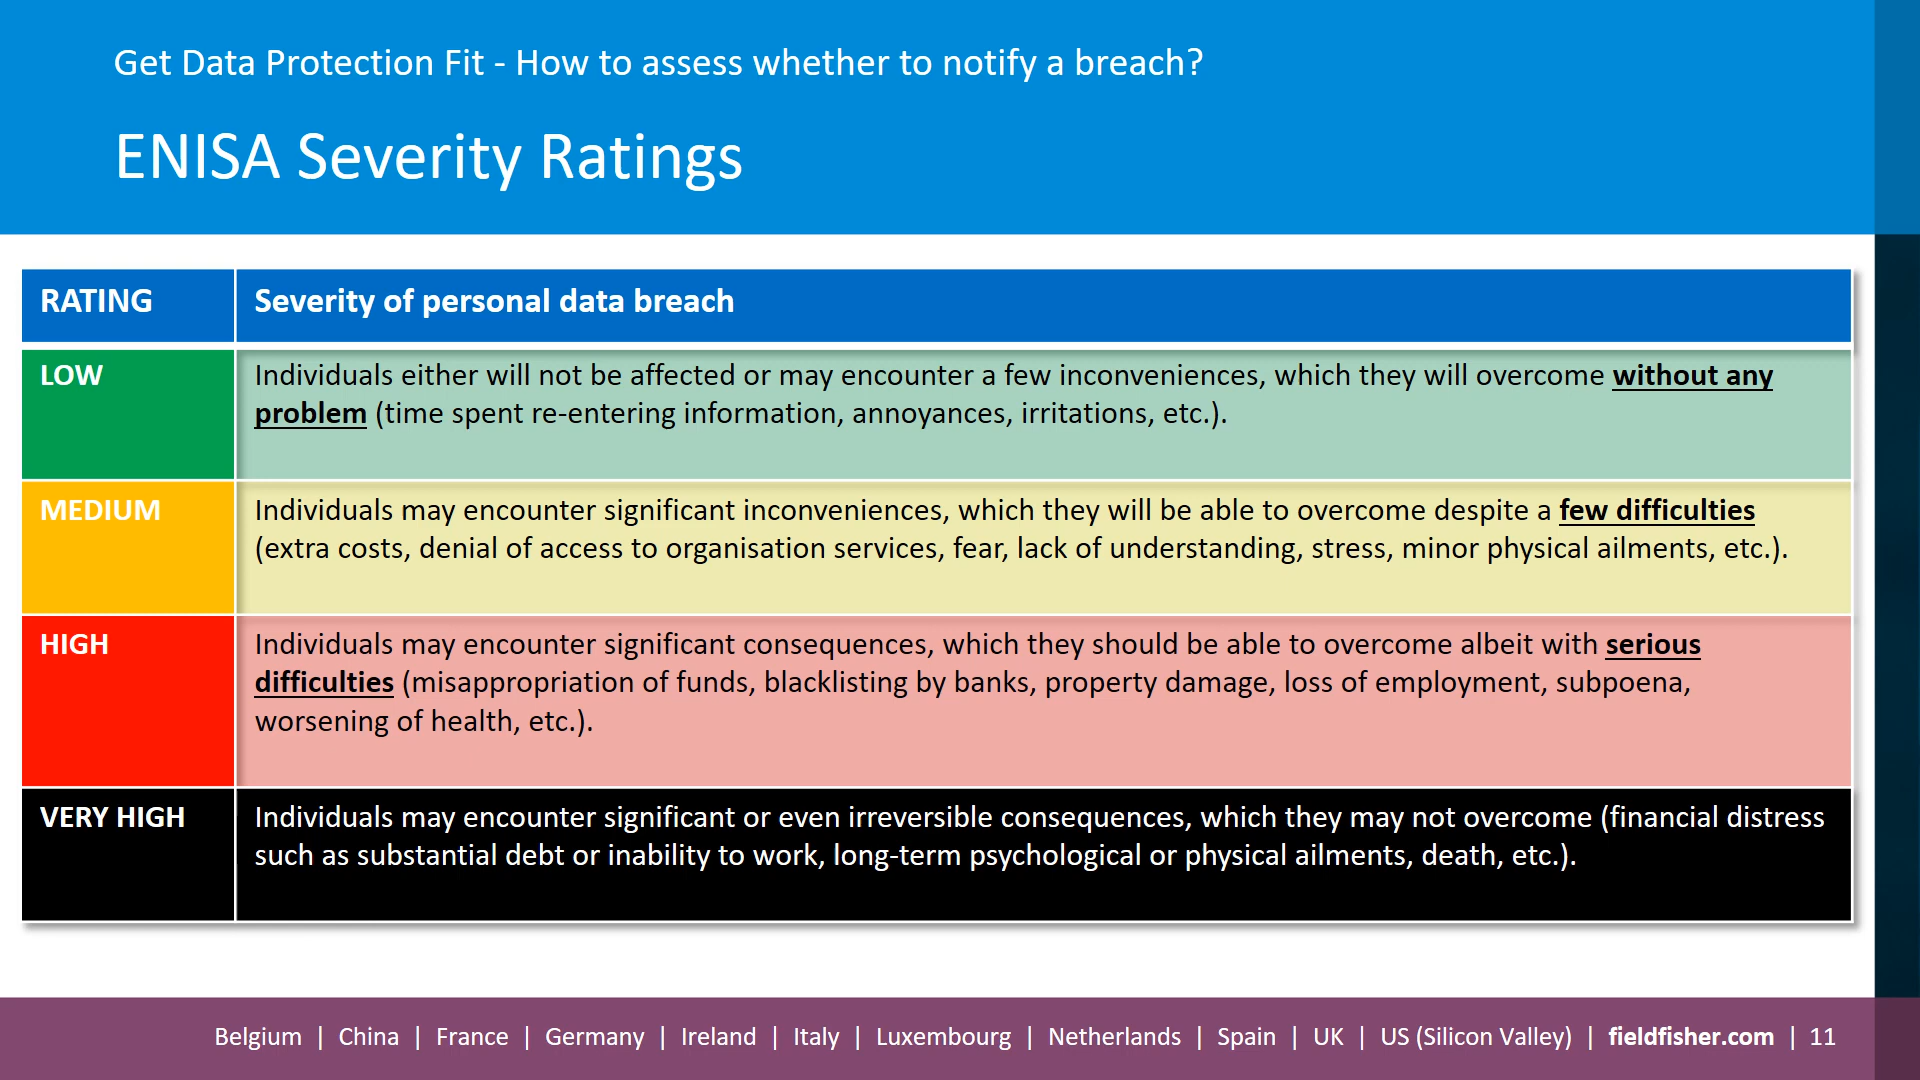 Get Data Protection Fit - How to assess whether to notify a breach?
ENISA Severity Ratings
RATING
Severity of personal data breach
LOW
Individuals either will not be affected or may encounter a few inconveniences, which they will overcome without any
problem (time spent re-entering information, annoyances, irritations, etc.).
MEDIUM
Individuals may encounter significant inconveniences, which they will be able to overcome despite a few difficulties
(extra costs, denial of access to organisation services, fear, lack of understanding, stress, minor physical ailments, etc.).
HIGH
Individuals may encounter significant consequences, which they should be able to overcome albeit with serious
difficulties (misappropriation of funds, blacklisting by banks, property damage, loss of employment, subpoena,
worsening of health, etc.).
VERY HIGH
Individuals may encounter significant or even irreversible consequences, which they may not overcome (financial distress
such as substantial debt or inability to work, long-term psychological or physical ailments, death, etc.).
Belgium | China | France | Germany | Ireland | Italy | Luxembourg | Netherlands | Spain | UK | US (Silicon Valley) | fieldfisher.com | 11